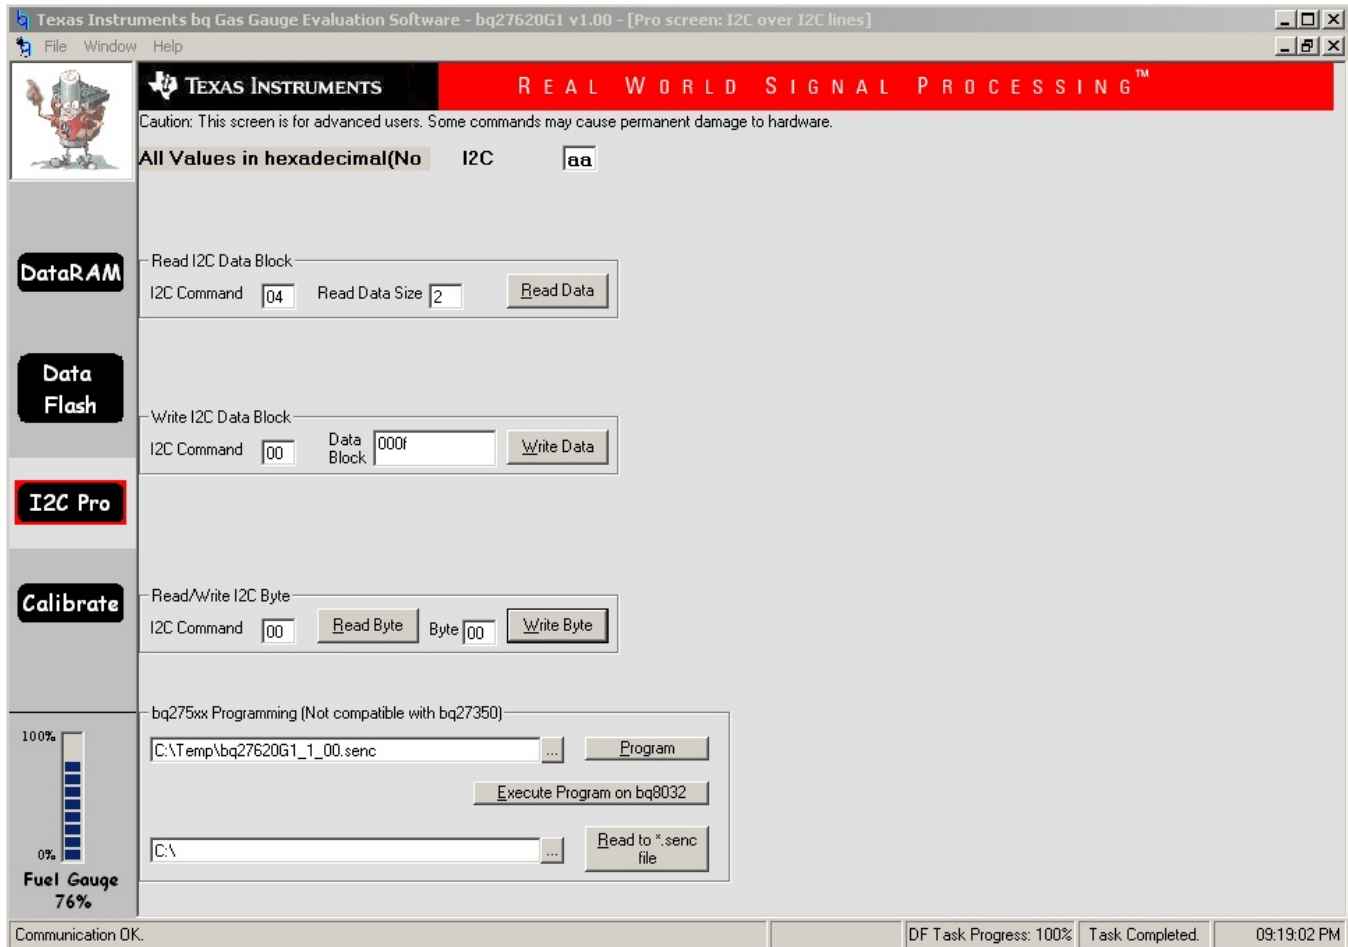 Texas Instruments bq Gas Gauge Evaluation Software - bq27620G1 v1.00 - [Pro screen: I2C over I2C lines]
File Window Help
TEXAS INSTRUMENTS
REAL WORLD SIGNAL PROCESSING™
Caution: This screen is for advanced users. Some commands may cause permanent damage to hardware.
All Values in hexadecimal(No I2C aa
DataRAM
Read I2C Data Block
I2C Command 04 Read Data Size 2 Read Data
Data
Flash
Write I2C Data Block
I2C Command 00 Data Block 000f Write Data
I2C Pro
Calibrate
Read/Write I2C Byte
I2C Command 00 Read Byte Byte 00 Write Byte
bq275xx Programming (Not compatible with bq27350)
C:\Temp\bq27620G1_1_00.senc ... Program
Execute Program on bq8032
C:\ ... Read to *.senc
file
100%
0%
Fuel Gauge
76%
Communication OK. DF Task Progress: 100% Task Completed. 09:19:02 PM